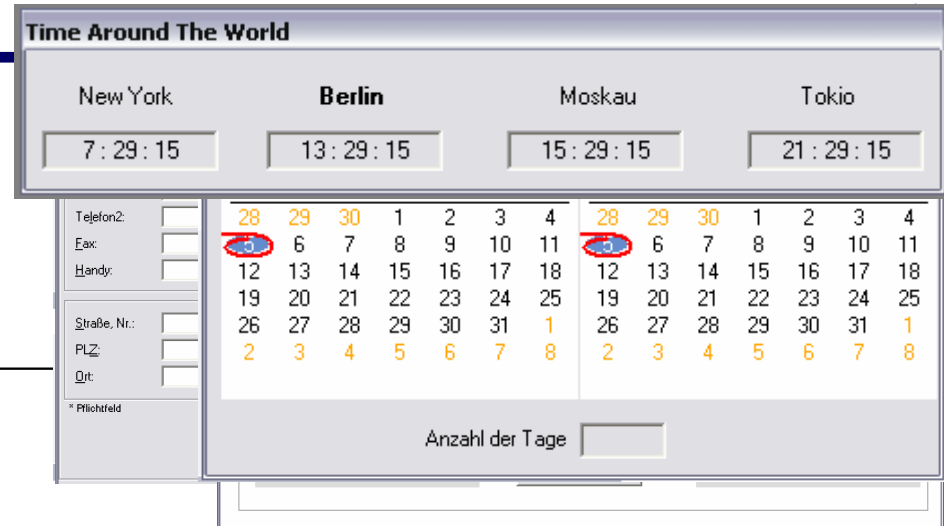 Time Around The World
New York Berlin Moskau Tokio
7 : 29 : 15 13 : 29 : 15 15 : 29 : 15 21 : 29 : 15
Telefon2:
Fax:
Handy:
Straße, Nr.:
PLZ:
Ort:
* Pflichtfeld
28 29 30 1 2 3 4 28 29 30 1 2 3 4
5 6 7 8 9 10 11 5 6 7 8 9 10 11
12 13 14 15 16 17 18 12 13 14 15 16 17 18
19 20 21 22 23 24 25 19 20 21 22 23 24 25
26 27 28 29 30 31 1 26 27 28 29 30 31 1
2 3 4 5 6 7 8 2 3 4 5 6 7 8
Anzahl der Tage